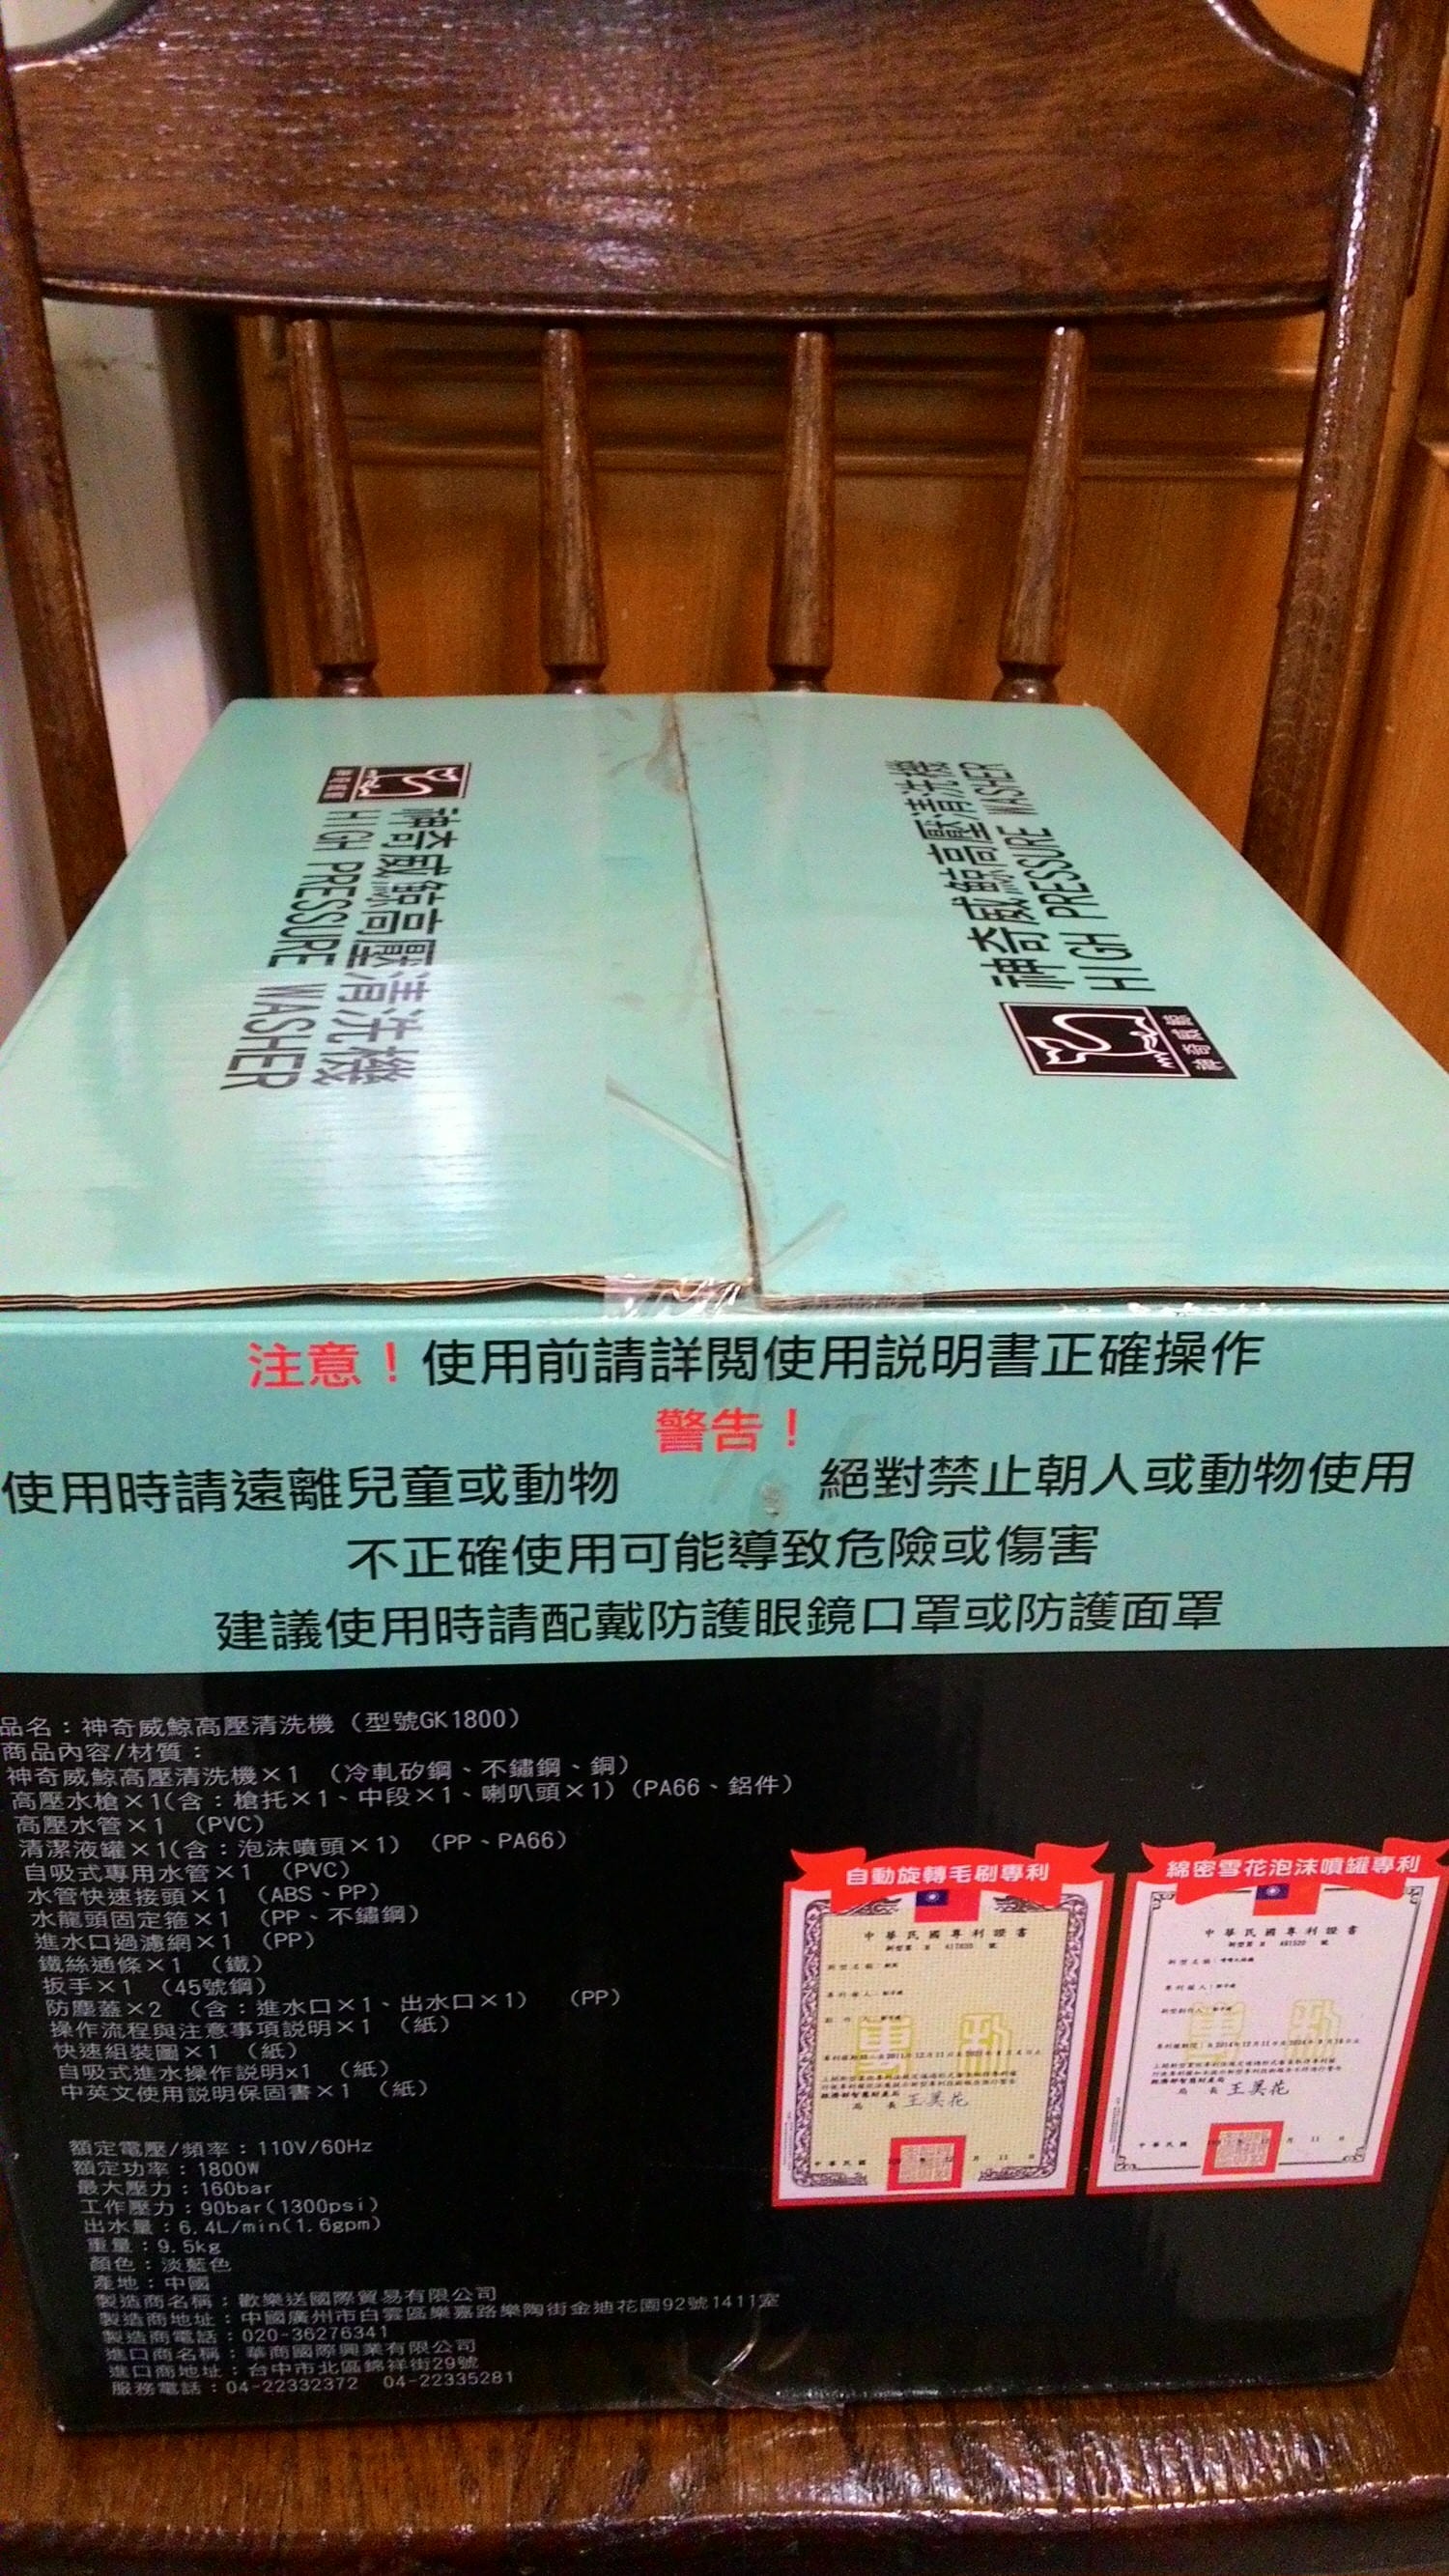 神奇威鯨
神奇威鯨高壓清洗機
HIGH PRESSURE WASHER
神奇威鯨高壓清洗機
HIGH PRESSURE WASHER
神奇威鯨
注意！使用前請詳閱使用説明書正確操作
警告！
使用時請遠離兒童或動物 絕對禁止朝人或動物使用
不正確使用可能導致危險或傷害
建議使用時請配戴防護眼鏡口罩或防護面罩
品名：神奇威鯨高壓清洗機（型號GK1800）
商品內容/材質：
神奇威鯨高壓清洗機×1 （冷軋矽鋼、不鏽鋼、銅）
高壓水槍×1(含：槍托×1、中段×1、喇叭頭×1)（PA66、鋁件）
高壓水管×1 （PVC）
清潔液罐×1(含：泡沫噴頭×1) （PP、PA66）
自吸式專用水管×1 （PVC）
水管快速接頭×1 （ABS、PP）
水龍頭固定箍×1 （PP、不鏽鋼）
進水口過濾網×1 （PP）
鐵絲通條×1 （鐵）
扳手×1 （45號鋼）
防塵蓋×2 （含：進水口×1、出水口×1） （PP）
操作流程與注意事項説明×1 （紙）
快速組裝圖×1 （紙）
自吸式進水操作説明x1 （紙）
中英文使用説明保固書×1 （紙）
額定電壓/頻率：110V/60Hz
額定功率：1800W
最大壓力：160bar
工作壓力：90bar(1300psi)
出水量：6.4L/min(1.6gpm)
重量：9.5kg
顏色：淡藍色
產地：中國
製造商名稱：歡樂送國際貿易有限公司
製造商地址：中國廣州市白雲區樂嘉路樂陶街金迪花園92號1411室
製造商電話：020-36276341
進口商名稱：華商國際興業有限公司
進口商地址：台中市北區錦祥街29號
服務電話：04-22332372 04-22335281
自動旋轉毛刷專利
中華民國專利證書
局 長 王美花
綿密雪花泡沫噴罐專利
中華民國專利證書
局 長 王美花